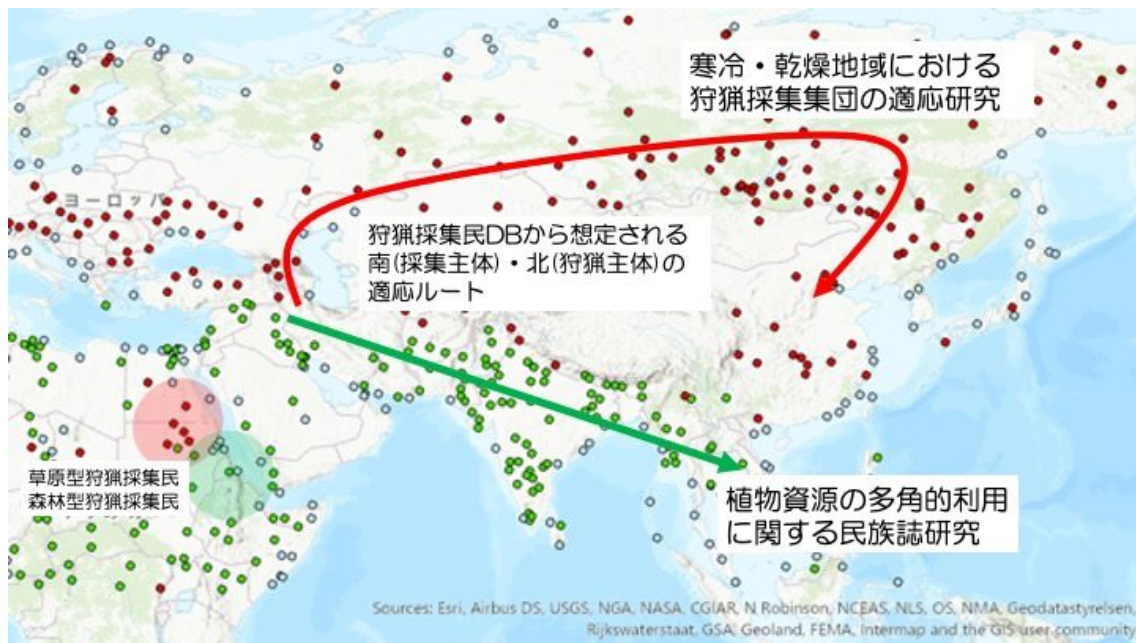 寒冷・乾燥地域における
狩猟採集集団の適応研究
ヨーロッパ
狩猟採集民DBから想定される
南(採集主体)・北(狩猟主体)の
適応ルート
草原型狩猟採集民
森林型狩猟採集民
植物資源の多角的利用
に関する民族誌研究
Sources: Esri, Airbus DS, USGS, NGA, NASA, CGIAR, N Robinson, NCEAS, NLS, OS, NMA, Geodatastyrelsen,
Rijkswaterstaat, GSA, Geoland, FEMA, Intermap and the GIS user community